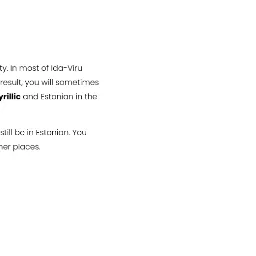 ty. In most of Ida-Viru
result, you will sometimes
yrillic and Estonian in the
still be in Estonian. You
her places.